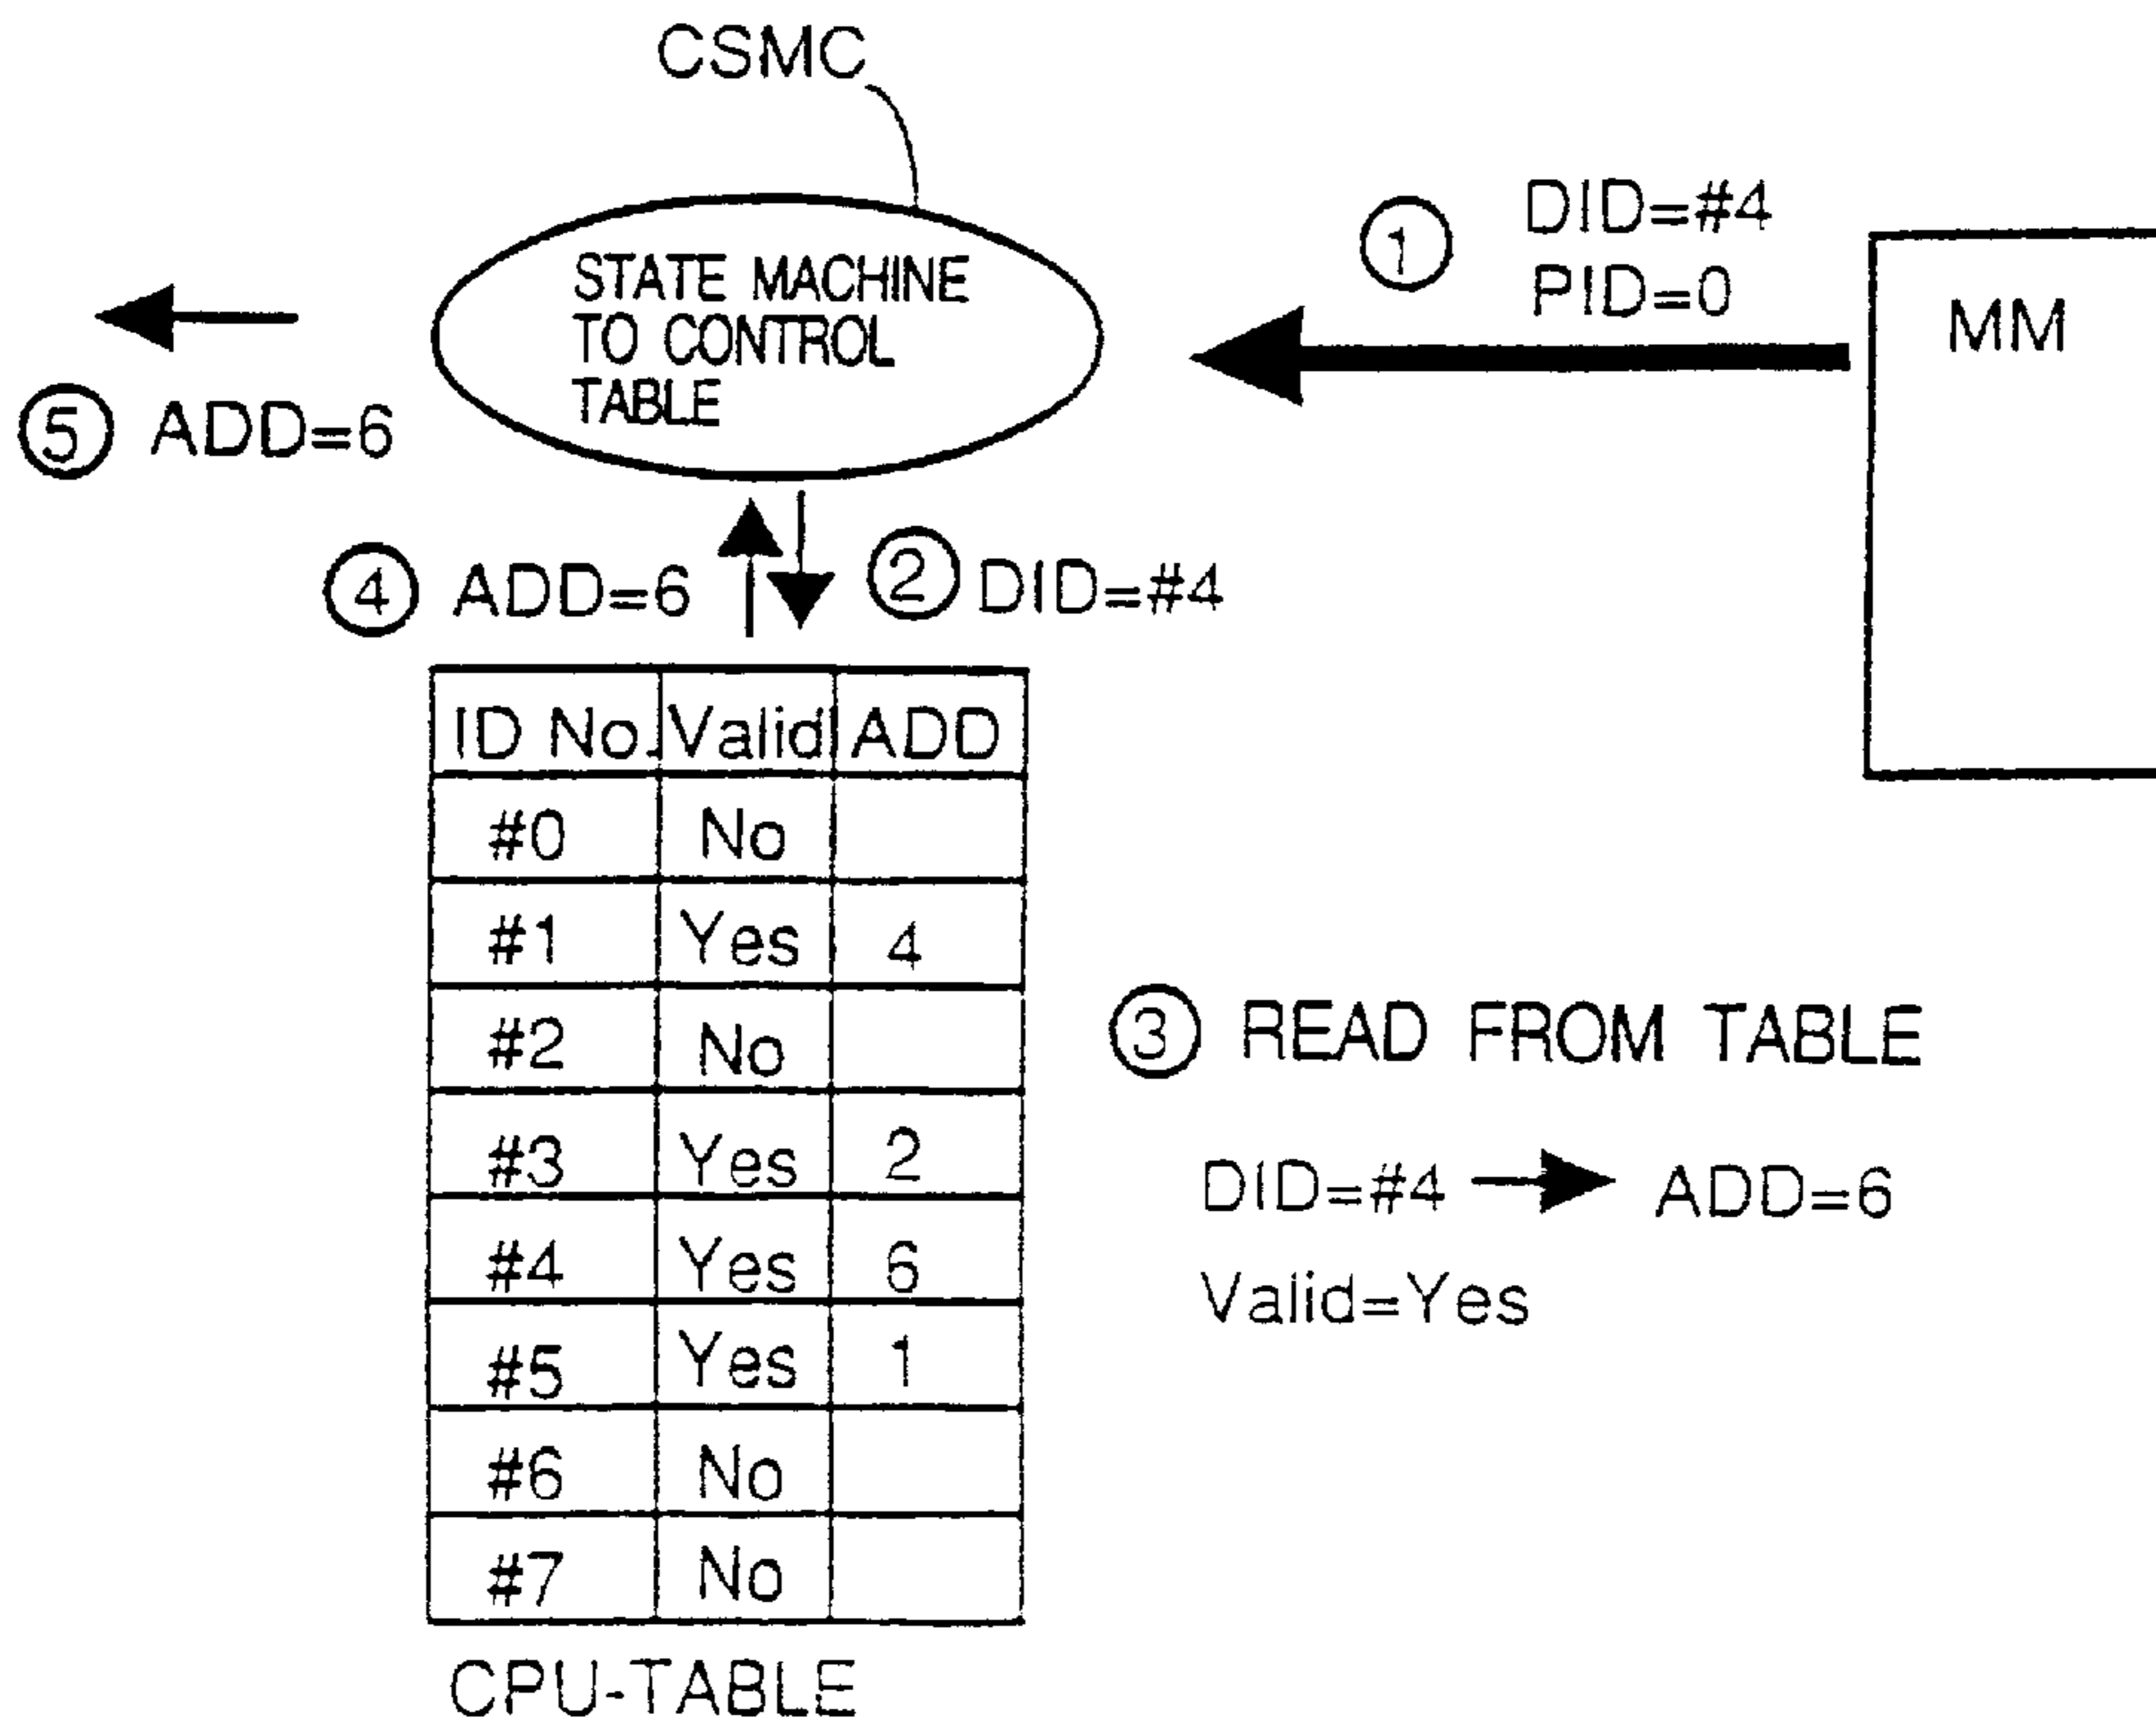 CSMC
STATE MACHINE
TO CONTROL
TABLE
① DID=#4
PID=0
MM
⑤ ADD=6
④ ADD=6
② DID=#4
ID No. Valid ADD
#0 No
#1 Yes 4
#2 No
#3 Yes 2
#4 Yes 6
#5 Yes 1
#6 No
#7 No
CPU-TABLE
③ READ FROM TABLE
DID=#4 → ADD=6
Valid=Yes